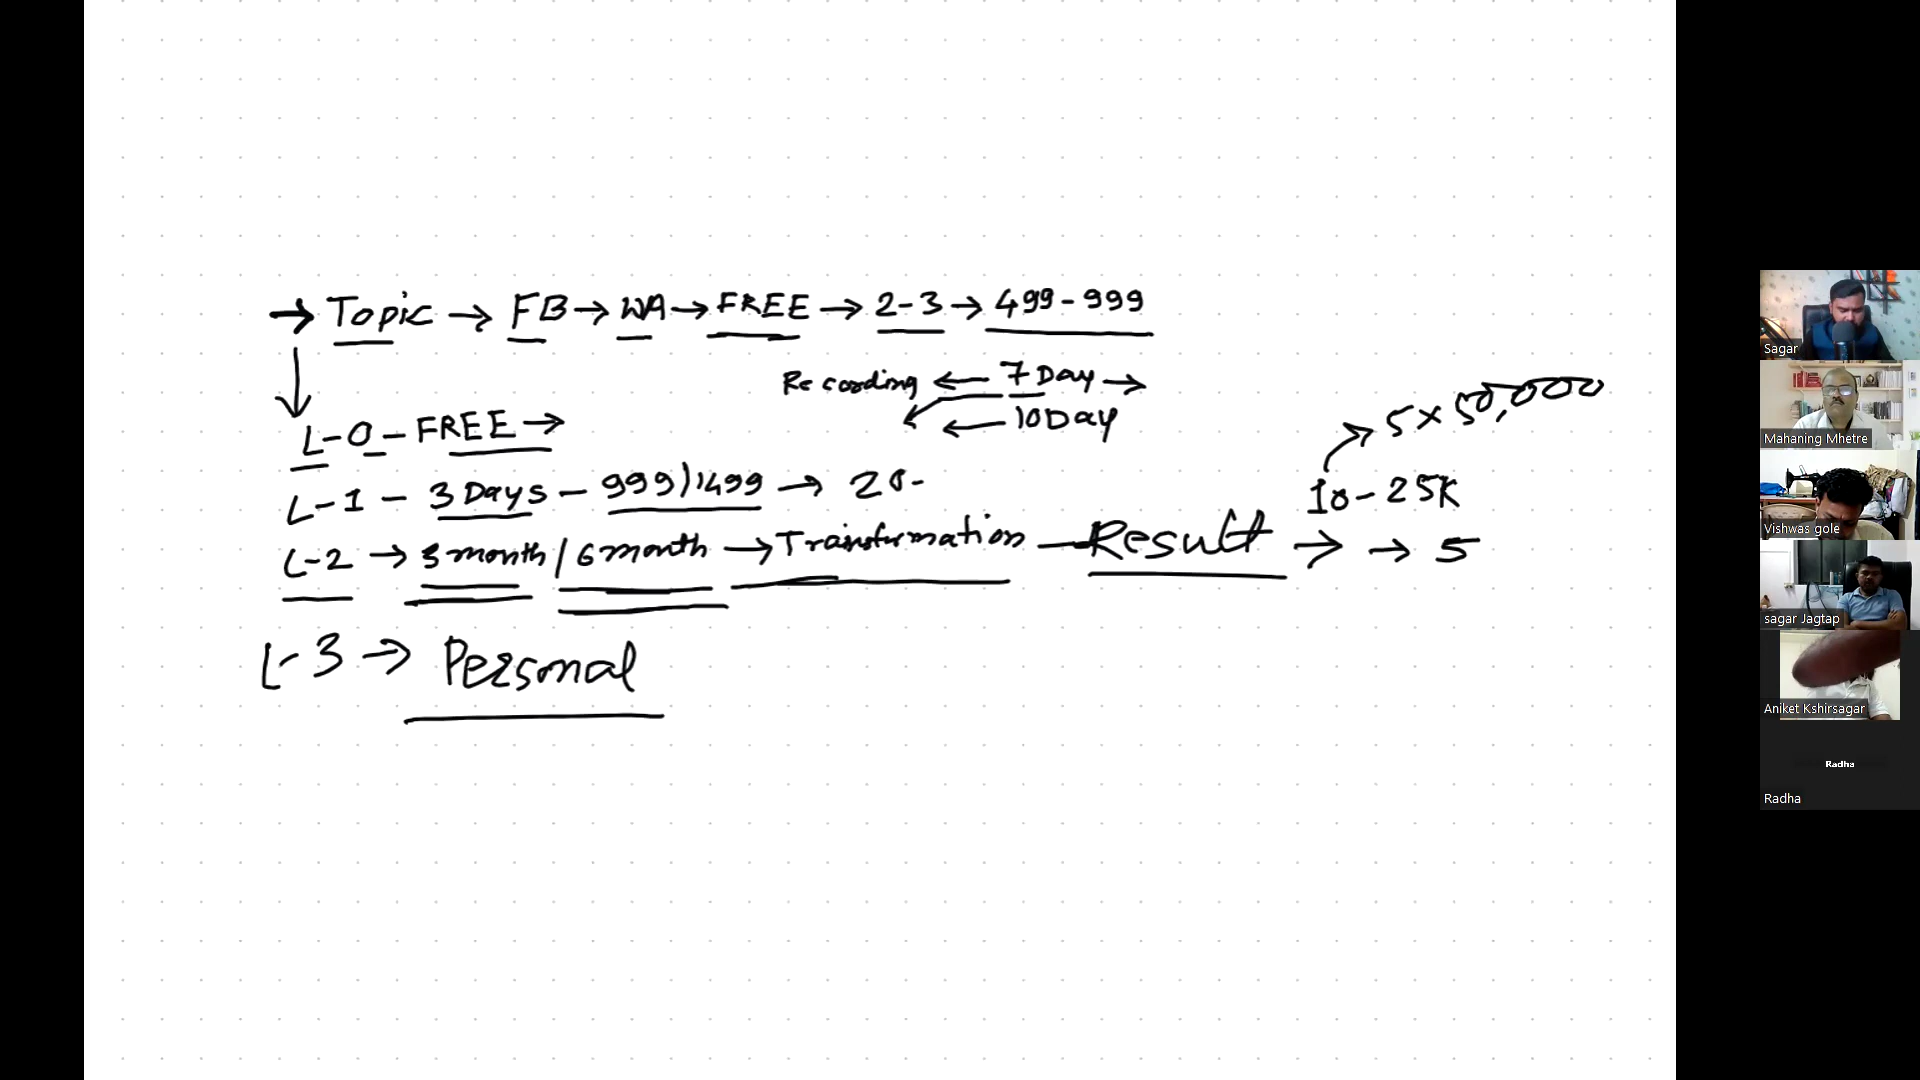 → Topic → FB → WA → FREE → 2-3 → 499-999
Recording ← 7 Day →
← 10 Day
L-0 - FREE →
→ 5 x 50,000
L-1 - 3 Days - 999/1499 → 20-
10-25K
L-2 → 3 month / 6 month → Transformation - Result → → 5
L-3 → Personal
Sagar
Mahaning Mhetre
Vishwas gole
sagar Jagtap
Aniket Kshirsagar
Radha
Radha